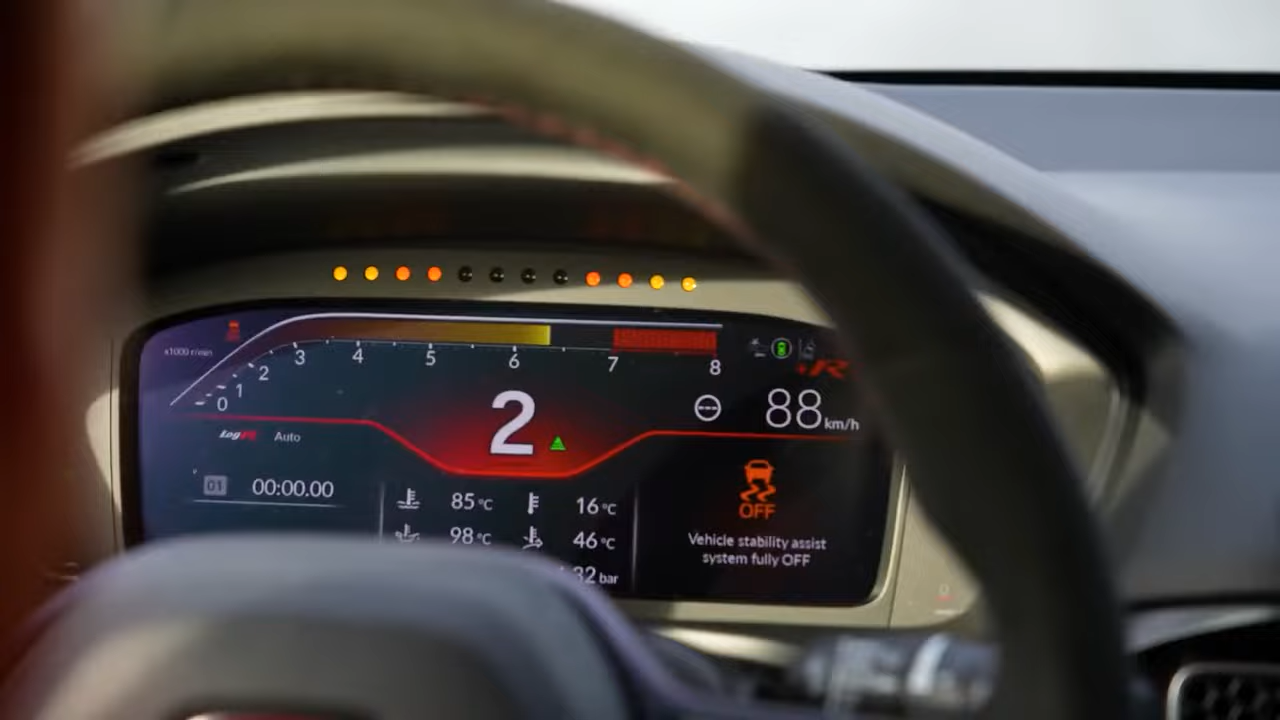 x1000 r/min
0 1 2 3 4 5 6 7 8
R
2
88 km/h
Log R Auto
01 00:00.00
85 °C 16 °C
98 °C 46 °C
32 bar
OFF
Vehicle stability assist
system fully OFF